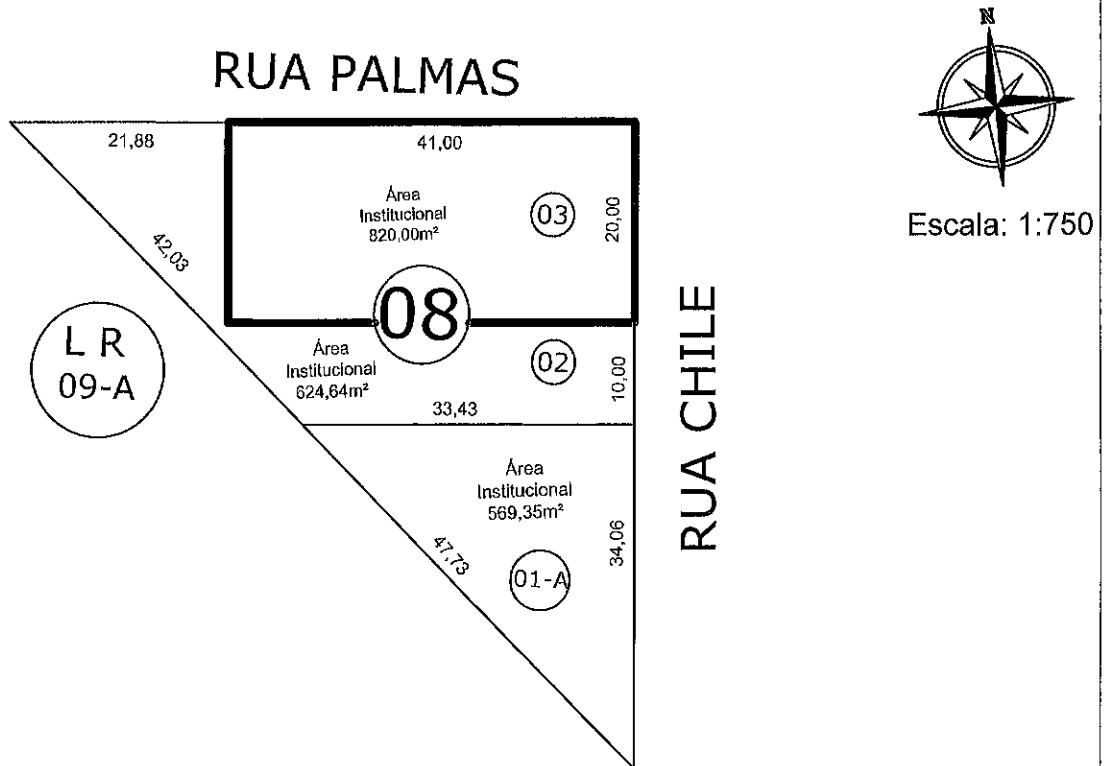 N
RUA PALMAS
21,88
41,00
Área
Institucional
820,00m²
03
20,00
Escala: 1:750
42,03
08
L R
09-A
Área
Institucional
624,64m²
02
10,00
33,43
RUA CHILE
Área
Institucional
569,35m²
34,06
47,73
01-A